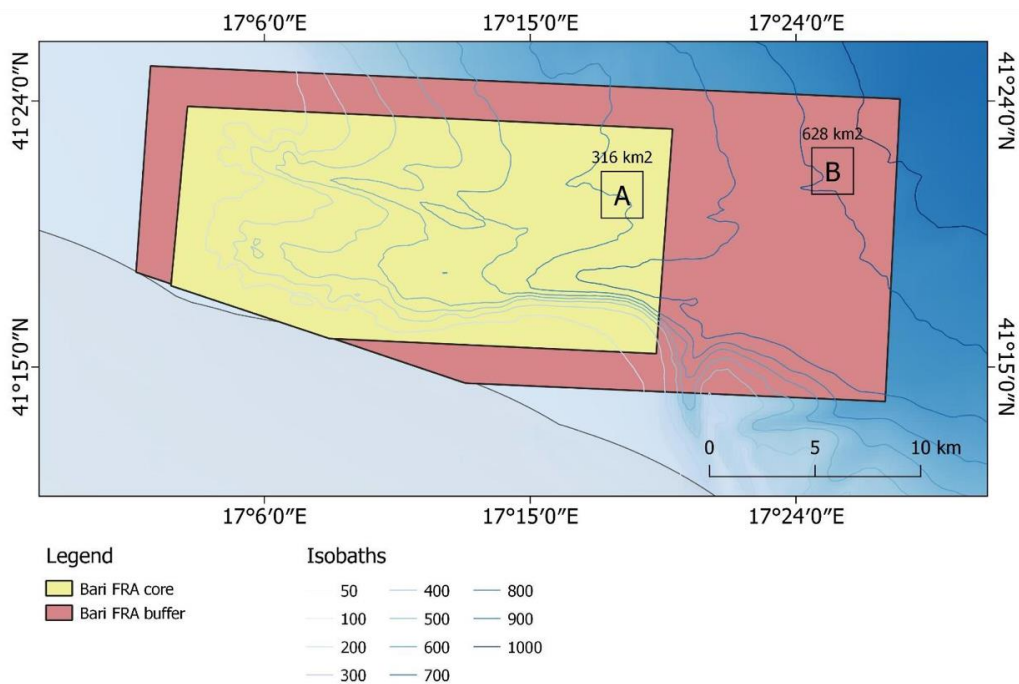 17°6′0″E 17°15′0″E 17°24′0″E
41°24′0″N
41°24′0″N
628 km2
316 km2
B
A
41°15′0″N
41°15′0″N
0 5 10 km
17°6′0″E 17°15′0″E 17°24′0″E
Legend
Bari FRA core
Bari FRA buffer
Isobaths
50 400 800
100 500 900
200 600 1000
300 700